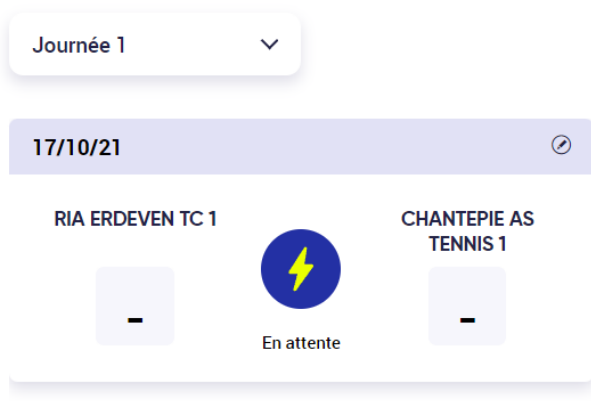 Journée 1
17/10/21
RIA ERDEVEN TC 1
CHANTEPIE AS
TENNIS 1
-
-
En attente